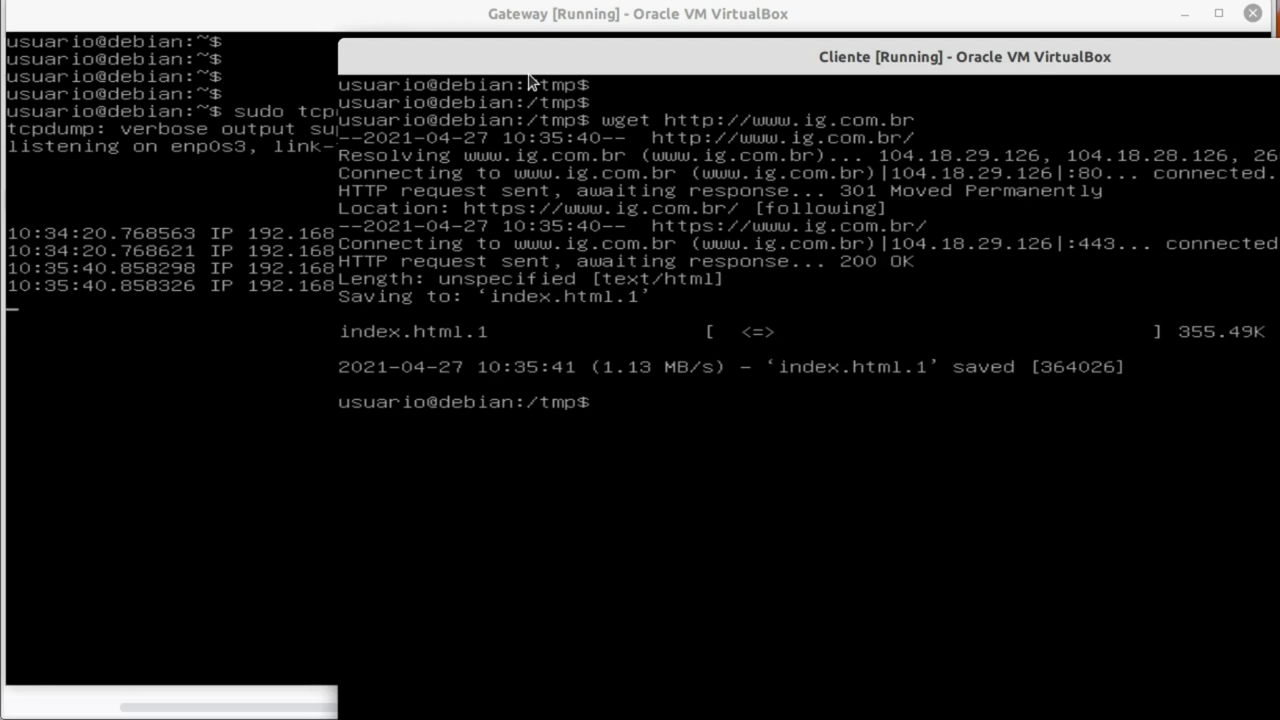 Gateway [Running] - Oracle VM VirtualBox
usuario@debian:~$
usuario@debian:~$
usuario@debian:~$
usuario@debian:~$
usuario@debian:~$ sudo tcp
tcpdump: verbose output su
listening on enp0s3, link-
10:34:20.768563 IP 192.168
10:34:20.768621 IP 192.168
10:35:40.858298 IP 192.168
10:35:40.858326 IP 192.168
Cliente [Running] - Oracle VM VirtualBox
usuario@debian:/tmp$
usuario@debian:/tmp$
usuario@debian:/tmp$ wget http://www.ig.com.br
--2021-04-27 10:35:40--  http://www.ig.com.br/
Resolving www.ig.com.br (www.ig.com.br)... 104.18.29.126, 104.18.28.126, 26
Connecting to www.ig.com.br (www.ig.com.br)|104.18.29.126|:80... connected.
HTTP request sent, awaiting response... 301 Moved Permanently
Location: https://www.ig.com.br/ [following]
--2021-04-27 10:35:40--  https://www.ig.com.br/
Connecting to www.ig.com.br (www.ig.com.br)|104.18.29.126|:443... connected
HTTP request sent, awaiting response... 200 OK
Length: unspecified [text/html]
Saving to: ‘index.html.1’
index.html.1 [ <=> ] 355.49K
2021-04-27 10:35:41 (1.13 MB/s) - ‘index.html.1’ saved [364026]
usuario@debian:/tmp$